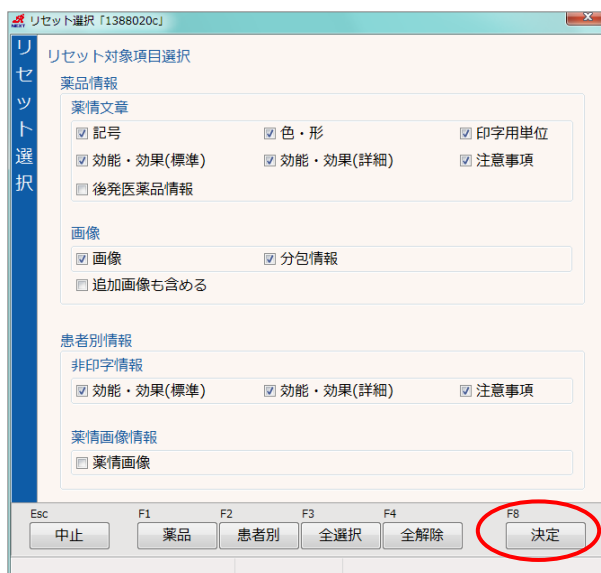 リセット選択「1388020c」
リセット選択
リセット対象項目選択
薬品情報
薬情文章
記号 色・形 印字用単位
効能・効果(標準) 効能・効果(詳細) 注意事項
後発医薬品情報
画像
画像 分包情報
追加画像も含める
患者別情報
非印字情報
効能・効果(標準) 効能・効果(詳細) 注意事項
薬情画像情報
薬情画像
Esc F1 F2 F3 F4 F8
中止 薬品 患者別 全選択 全解除 決定